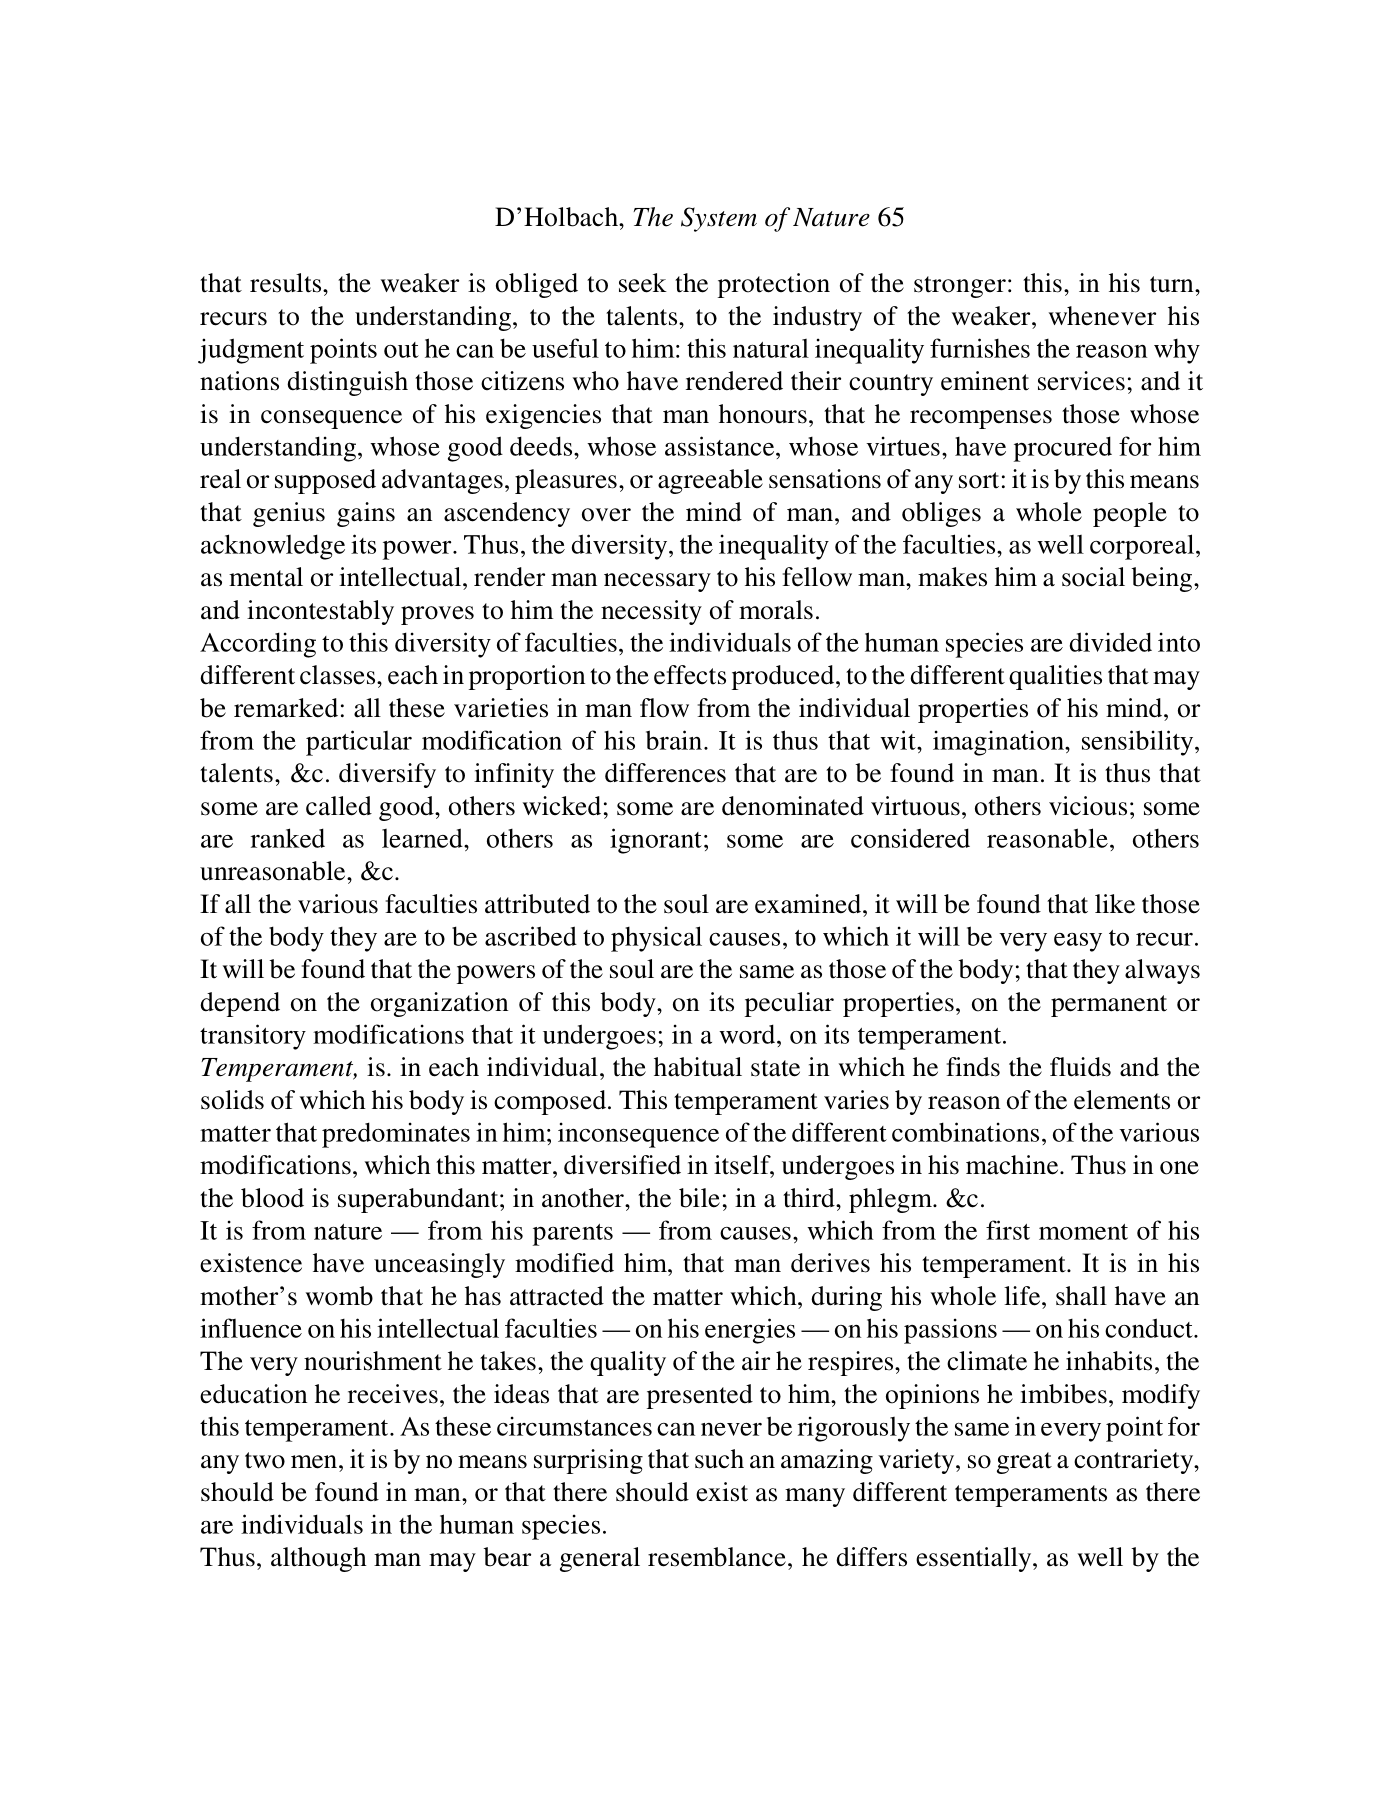 D’Holbach, The System of Nature 65
that results, the weaker is obliged to seek the protection of the stronger: this, in his turn,
recurs to the understanding, to the talents, to the industry of the weaker, whenever his
judgment points out he can be useful to him: this natural inequality furnishes the reason why
nations distinguish those citizens who have rendered their country eminent services; and it
is in consequence of his exigencies that man honours, that he recompenses those whose
understanding, whose good deeds, whose assistance, whose virtues, have procured for him
real or supposed advantages, pleasures, or agreeable sensations of any sort: it is by this means
that genius gains an ascendency over the mind of man, and obliges a whole people to
acknowledge its power. Thus, the diversity, the inequality of the faculties, as well corporeal,
as mental or intellectual, render man necessary to his fellow man, makes him a social being,
and incontestably proves to him the necessity of morals.
According to this diversity of faculties, the individuals of the human species are divided into
different classes, each in proportion to the effects produced, to the different qualities that may
be remarked: all these varieties in man flow from the individual properties of his mind, or
from the particular modification of his brain. It is thus that wit, imagination, sensibility,
talents, &c. diversify to infinity the differences that are to be found in man. It is thus that
some are called good, others wicked; some are denominated virtuous, others vicious; some
are ranked as learned, others as ignorant; some are considered reasonable, others
unreasonable, &c.
If all the various faculties attributed to the soul are examined, it will be found that like those
of the body they are to be ascribed to physical causes, to which it will be very easy to recur.
It will be found that the powers of the soul are the same as those of the body; that they always
depend on the organization of this body, on its peculiar properties, on the permanent or
transitory modifications that it undergoes; in a word, on its temperament.
Temperament, is. in each individual, the habitual state in which he finds the fluids and the
solids of which his body is composed. This temperament varies by reason of the elements or
matter that predominates in him; inconsequence of the different combinations, of the various
modifications, which this matter, diversified in itself, undergoes in his machine. Thus in one
the blood is superabundant; in another, the bile; in a third, phlegm. &c.
It is from nature — from his parents — from causes, which from the first moment of his
existence have unceasingly modified him, that man derives his temperament. It is in his
mother’s womb that he has attracted the matter which, during his whole life, shall have an
influence on his intellectual faculties — on his energies — on his passions — on his conduct.
The very nourishment he takes, the quality of the air he respires, the climate he inhabits, the
education he receives, the ideas that are presented to him, the opinions he imbibes, modify
this temperament. As these circumstances can never be rigorously the same in every point for
any two men, it is by no means surprising that such an amazing variety, so great a contrariety,
should be found in man, or that there should exist as many different temperaments as there
are individuals in the human species.
Thus, although man may bear a general resemblance, he differs essentially, as well by the